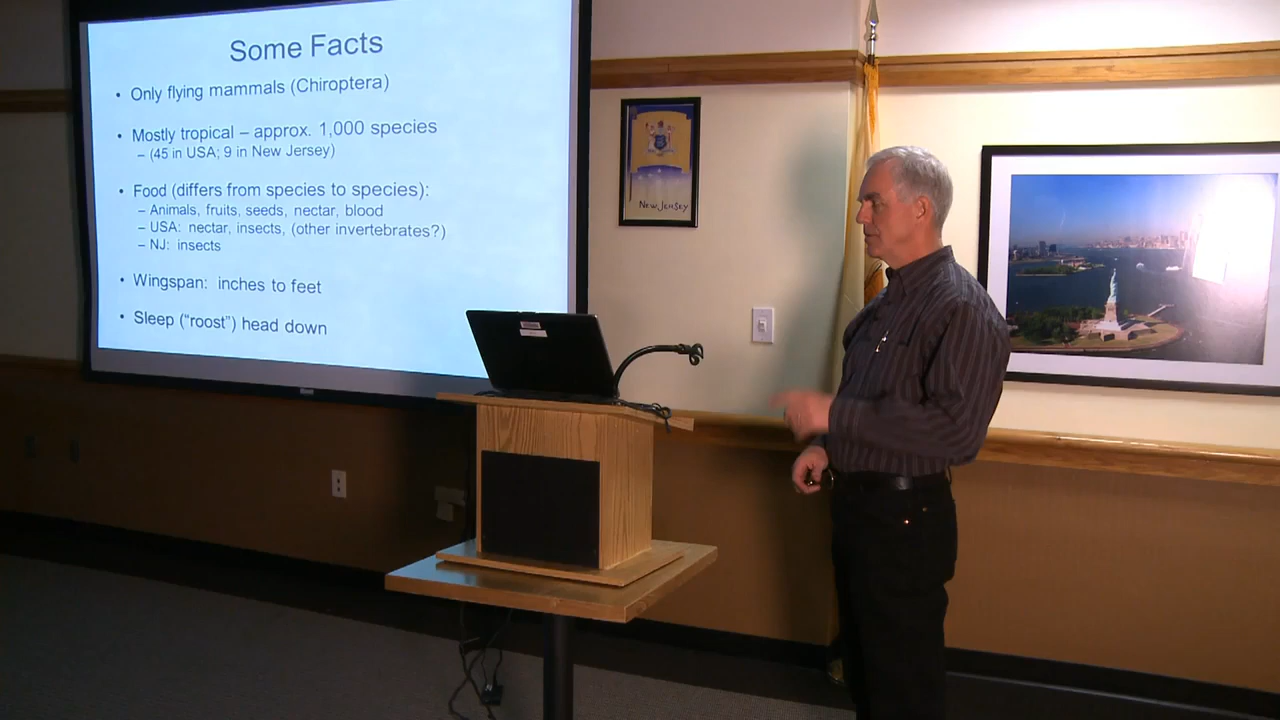 Some Facts
• Only flying mammals (Chiroptera)
• Mostly tropical – approx. 1,000 species
– (45 in USA; 9 in New Jersey)
• Food (differs from species to species):
– Animals, fruits, seeds, nectar, blood
– USA: nectar, insects, (other invertebrates?)
– NJ: insects
• Wingspan: inches to feet
• Sleep ("roost") head down
New Jersey